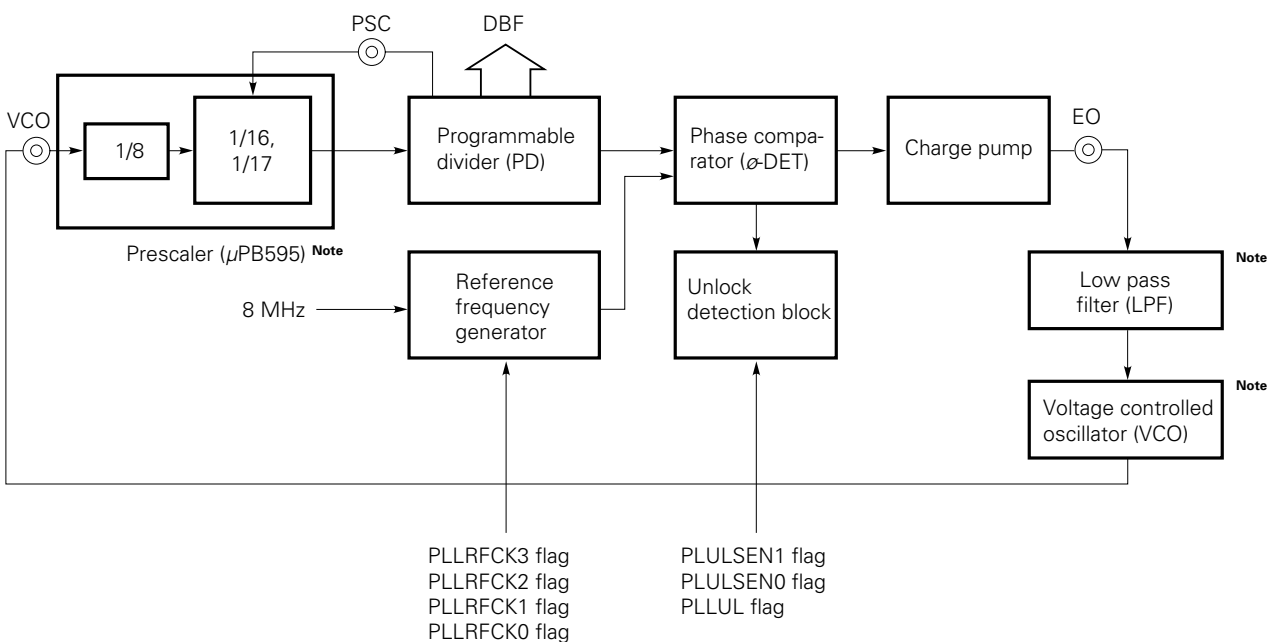 PSC
DBF
VCO
1/8
1/16,
1/17
Programmable
divider (PD)
Phase compa-
rator (ø-DET)
Charge pump
EO
Prescaler (µPB595) Note
8 MHz
Reference
frequency
generator
Unlock
detection block
Note
Low pass
filter (LPF)
Note
Voltage controlled
oscillator (VCO)
PLLRFCK3 flag
PLLRFCK2 flag
PLLRFCK1 flag
PLLRFCK0 flag
PLULSEN1 flag
PLULSEN0 flag
PLLUL flag